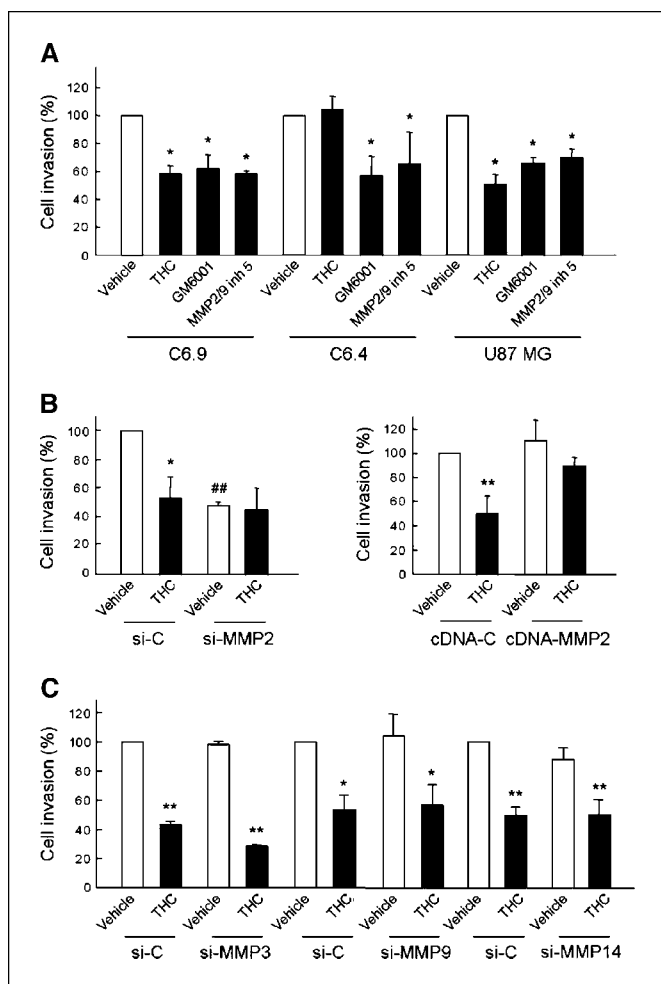 A
Cell invasion (%)
120
100
80
60
40
20
0
* * * * * * * *
Vehicle THC GM6001 MMP2/9 inh 5 Vehicle THC GM6001 MMP2/9 inh 5 Vehicle THC GM6001 MMP2/9 inh 5
C6.9 C6.4 U87 MG
B
Cell invasion (%)
100
80
60
40
20
0
* ##
Vehicle THC Vehicle THC
si-C si-MMP2
Cell invasion (%)
120
100
80
60
40
20
0
**
Vehicle THC Vehicle THC
cDNA-C cDNA-MMP2
C
Cell invasion (%)
120
100
80
60
40
20
0
** ** * * ** **
Vehicle THC Vehicle THC Vehicle THC Vehicle THC Vehicle THC Vehicle THC
si-C si-MMP3 si-C si-MMP9 si-C si-MMP14